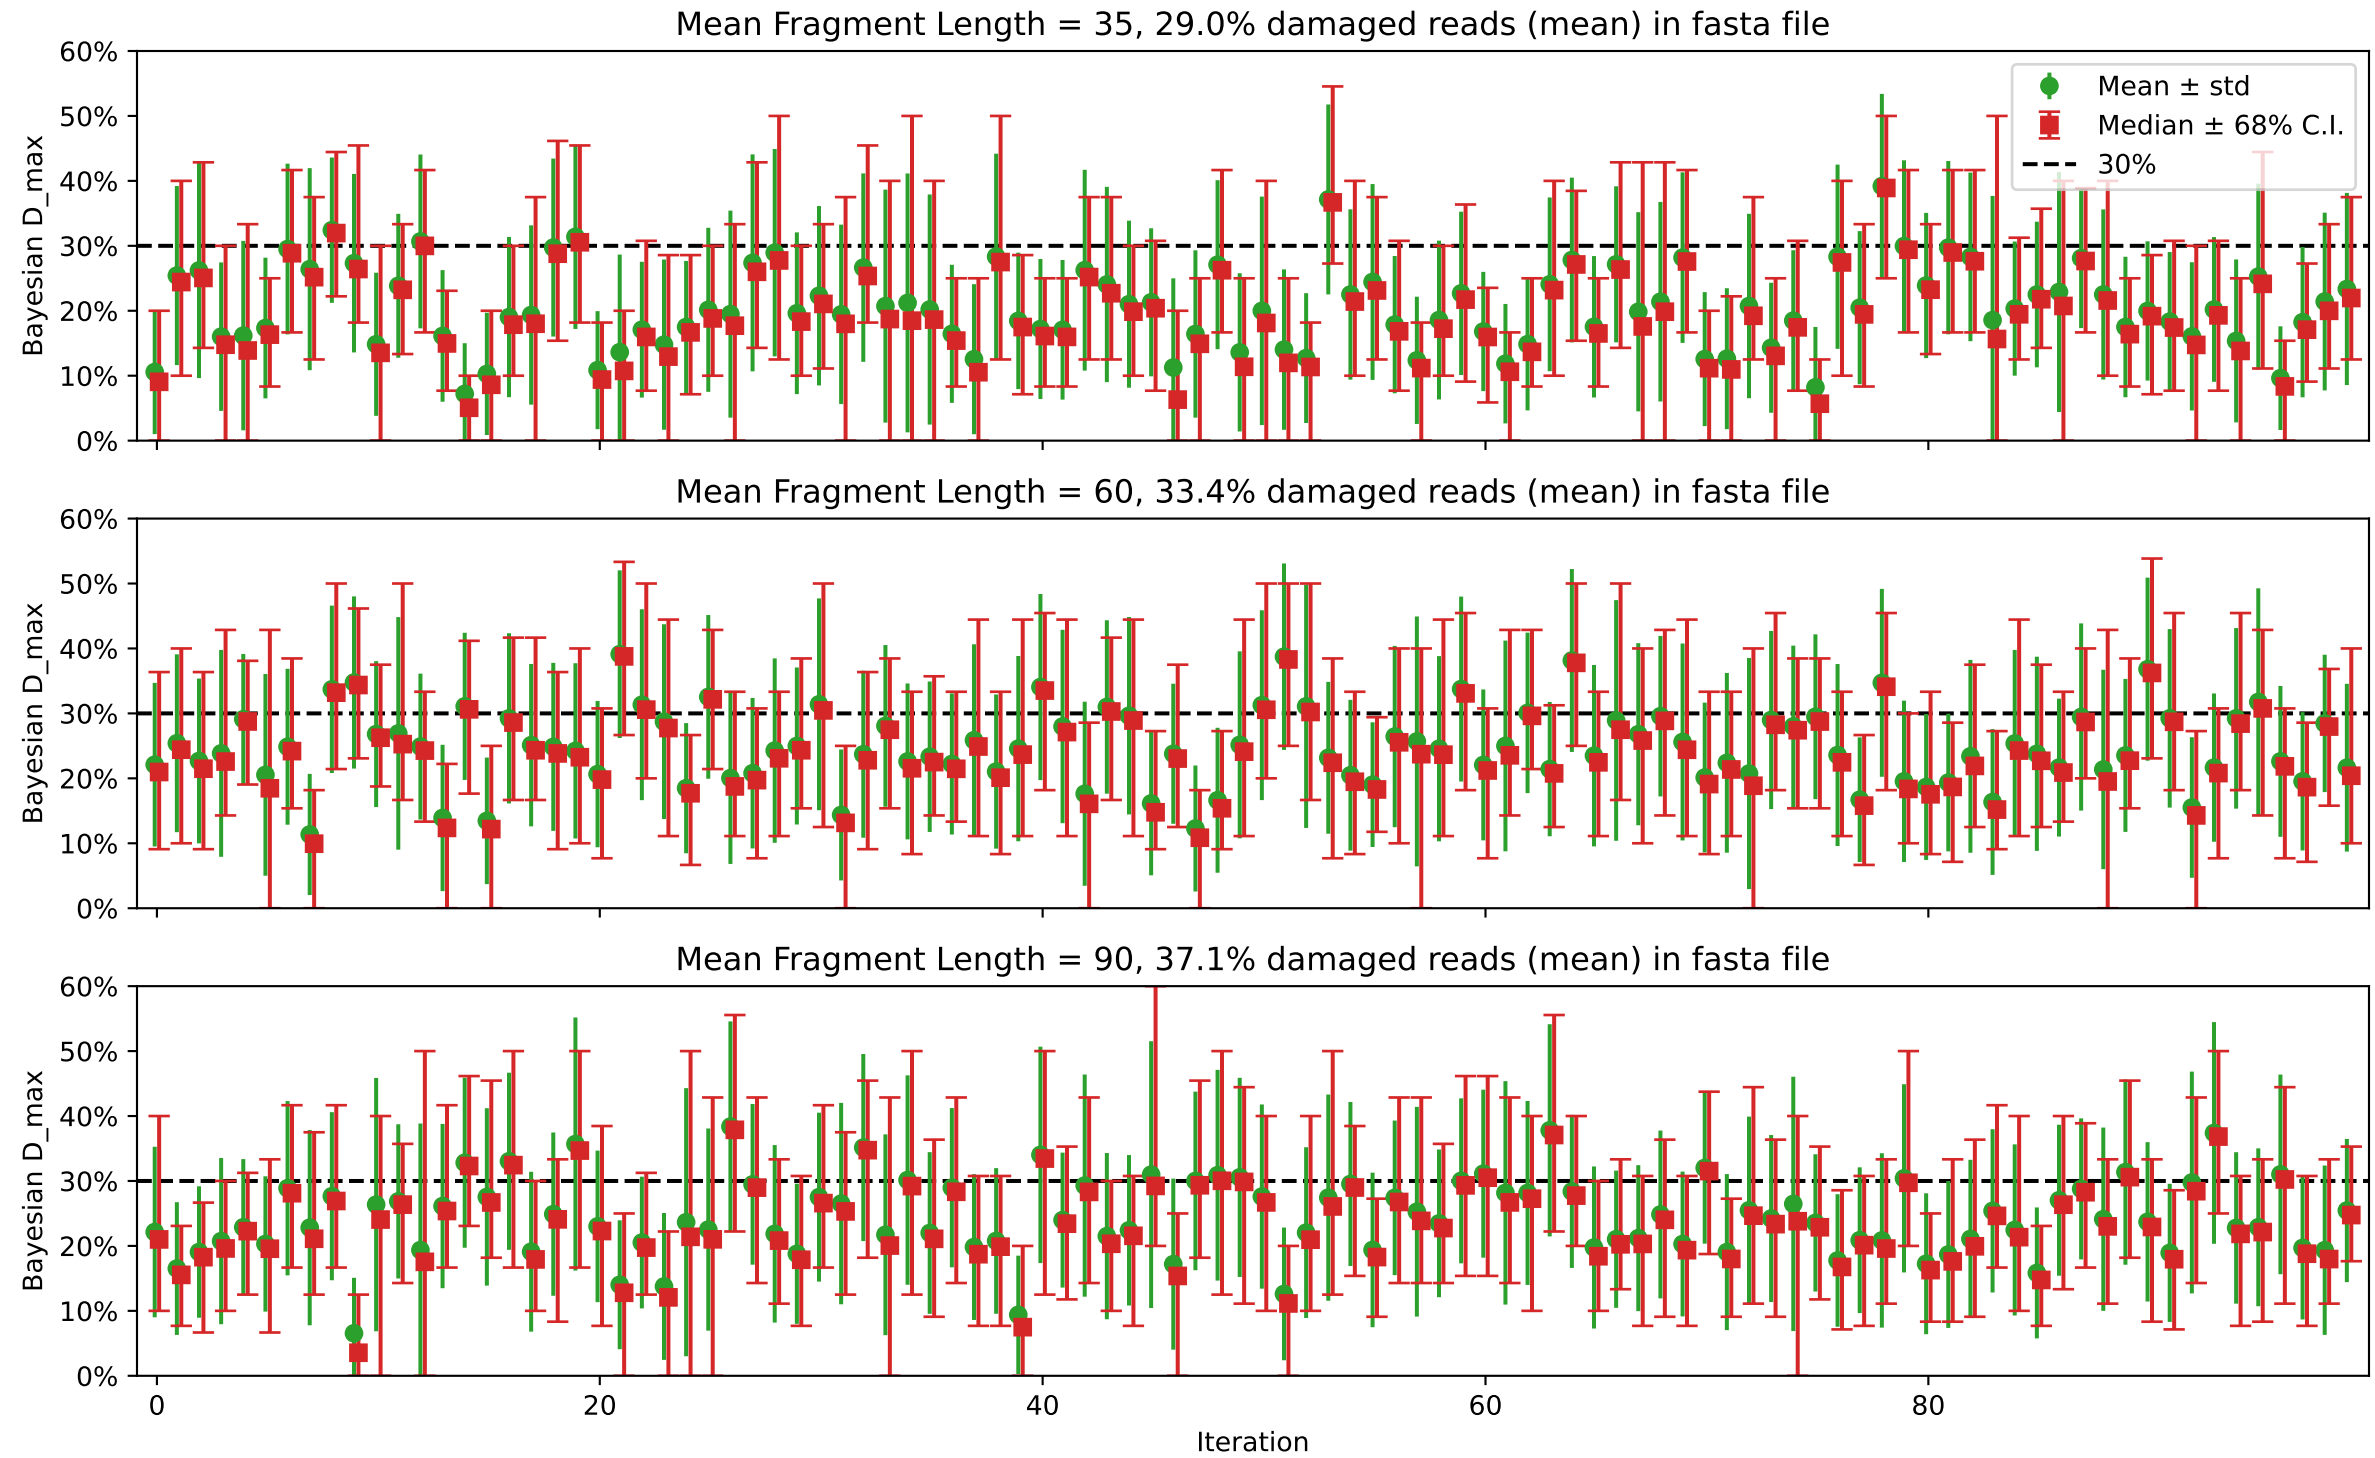 Mean Fragment Length = 35, 29.0% damaged reads (mean) in fasta file
60%
50%
40%
30%
20%
10%
0%
Bayesian D_max
Mean ± std
Median ± 68% C.I.
30%
Mean Fragment Length = 60, 33.4% damaged reads (mean) in fasta file
60%
50%
40%
30%
20%
10%
0%
Bayesian D_max
Mean Fragment Length = 90, 37.1% damaged reads (mean) in fasta file
60%
50%
40%
30%
20%
10%
0%
Bayesian D_max
0 20 40 60 80
Iteration